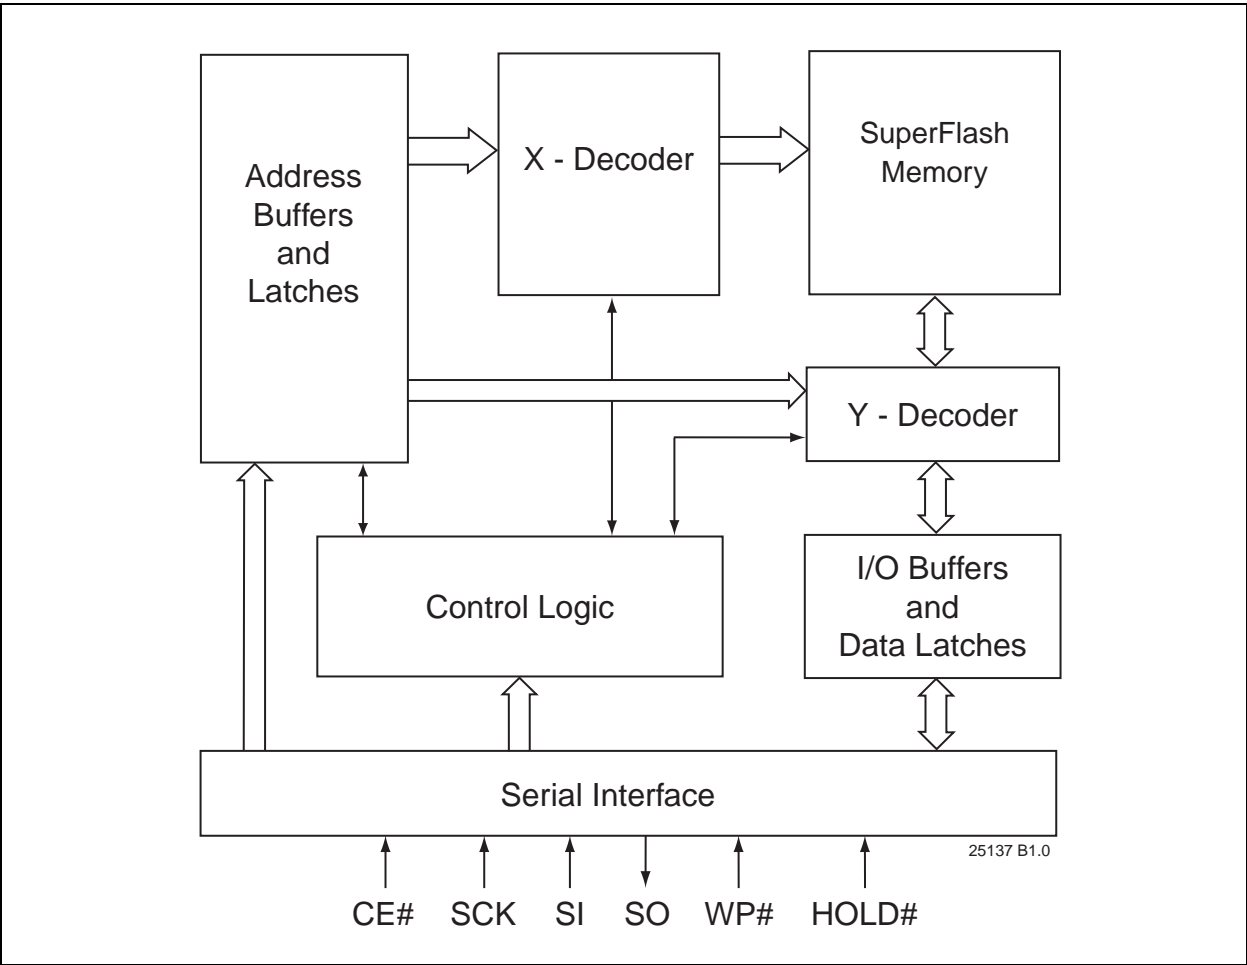 Address
Buffers
and
Latches
X - Decoder
SuperFlash
Memory
Y - Decoder
Control Logic
I/O Buffers
and
Data Latches
Serial Interface
25137 B1.0
CE# SCK SI SO WP# HOLD#